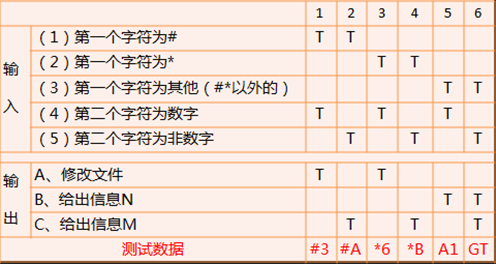 1 2 3 4 5 6
输入
（1）第一个字符为# T T
（2）第一个字符为* T T
（3）第一个字符为其他（#*以外的） T T
（4）第二个字符为数字 T T T
（5）第二个字符为非数字 T T T
输出
A、修改文件 T T
B、给出信息N T T
C、给出信息M T T T
测试数据 #3 #A *6 *B A1 GT